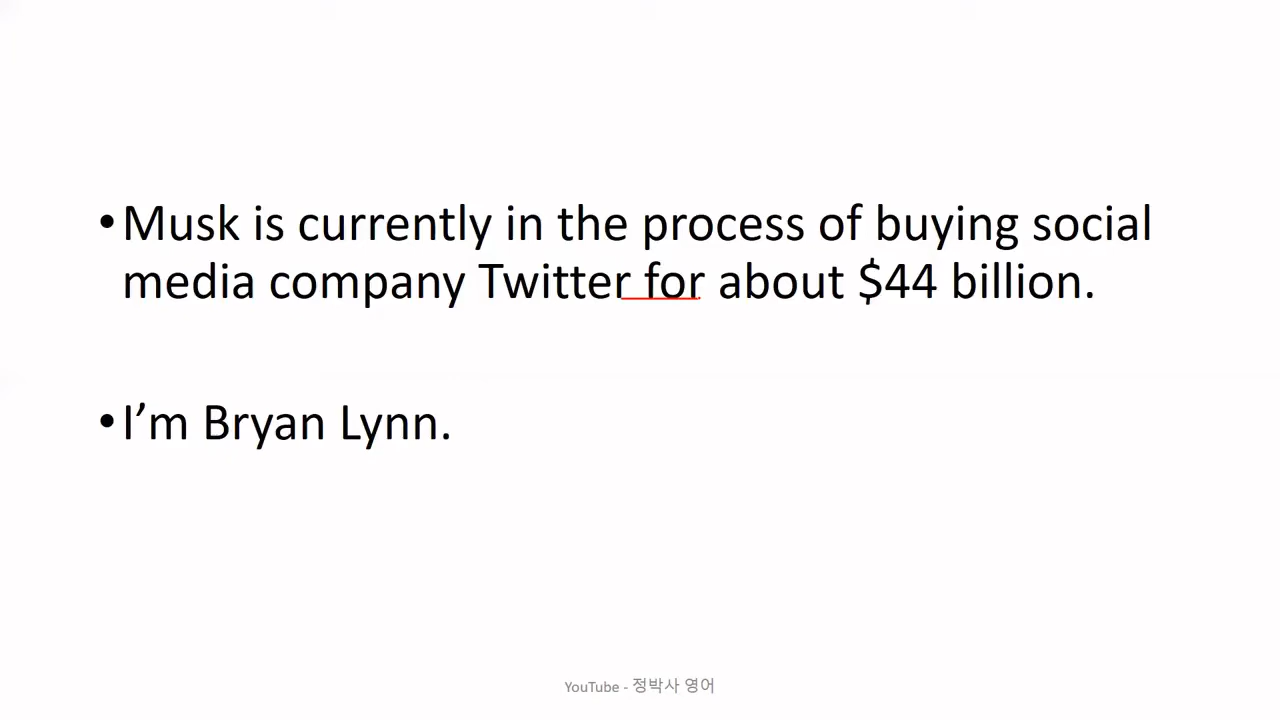 •Musk is currently in the process of buying social
media company Twitter for about $44 billion.
•I’m Bryan Lynn.
YouTube - 정박사 영어